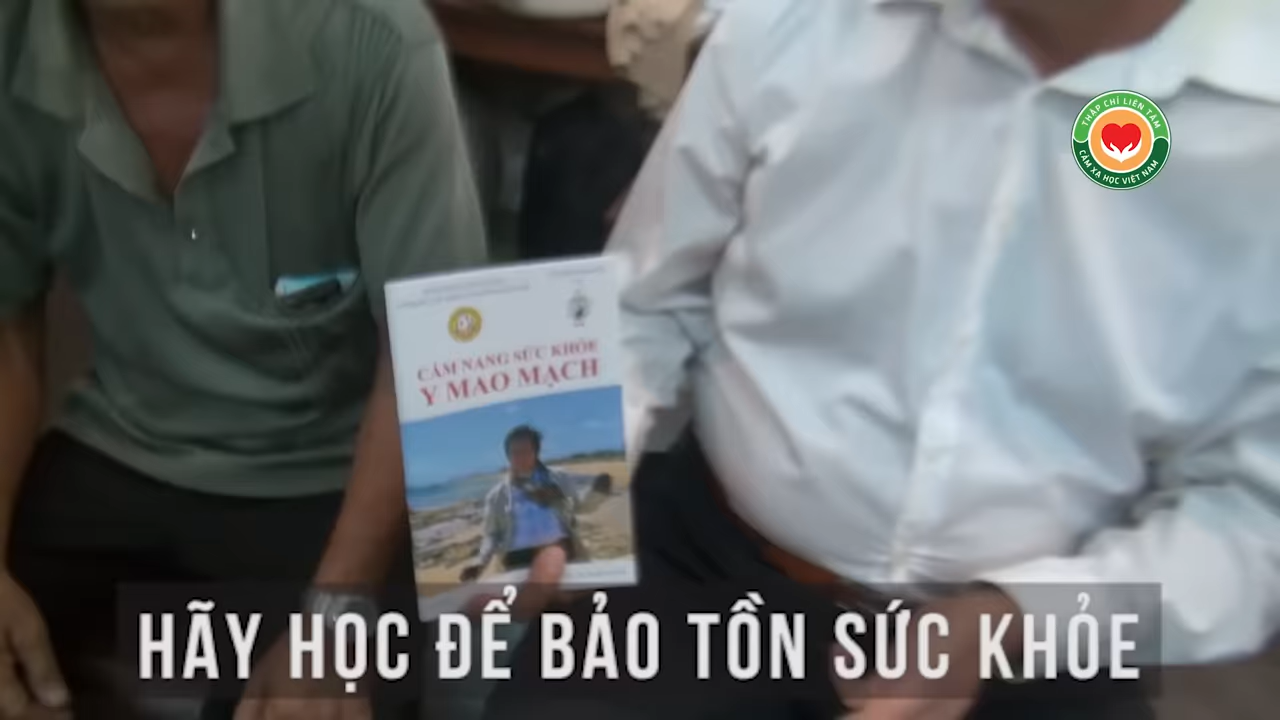 THẬP CHỈ LIÊN TÂM
CẢM XẠ HỌC VIỆT NAM
CẨM NANG SỨC KHỎE
Y MAO MẠCH
HÃY HỌC ĐỂ BẢO TỒN SỨC KHỎE